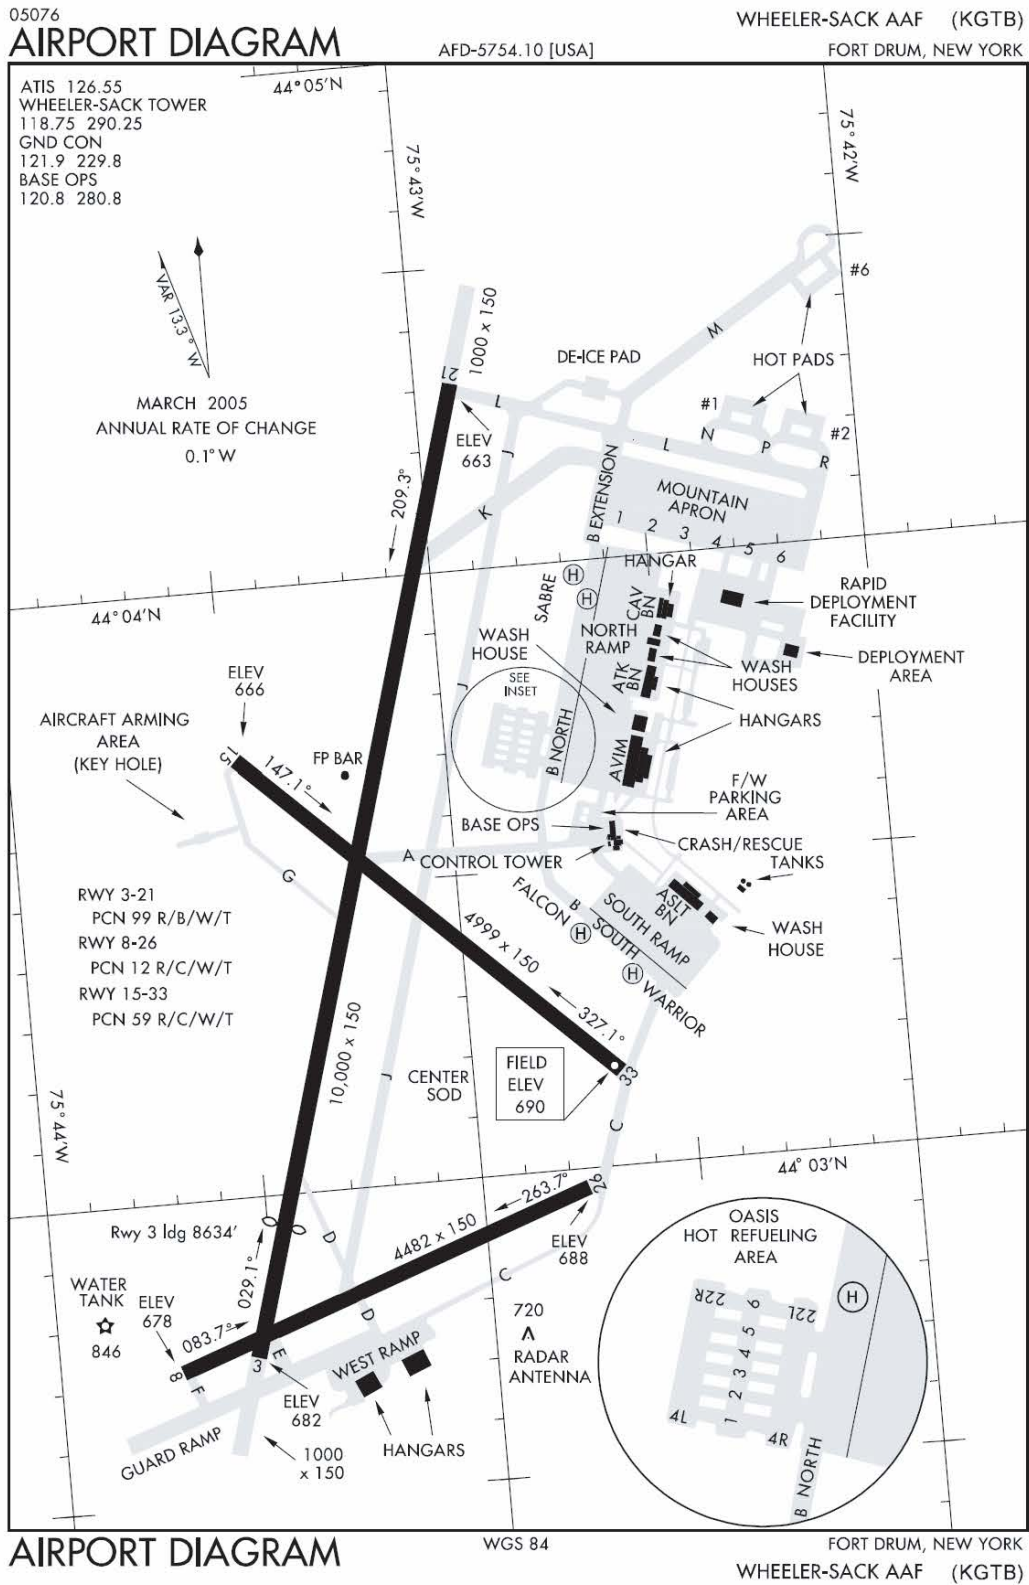 05076
AIRPORT DIAGRAM
AFD-5754.10 [USA]
WHEELER-SACK AAF (KGTB)
FORT DRUM, NEW YORK
ATIS 126.55
WHEELER-SACK TOWER
118.75 290.25
GND CON
121.9 229.8
BASE OPS
120.8 280.8
44°05'N
75°43'W
75°42'W
VAR 13.3° W
MARCH 2005
ANNUAL RATE OF CHANGE
0.1° W
#6
M
1000 x 150
DE-ICE PAD
HOT PADS
21
L
#1
#2
ELEV
663
J
L
N
P
R
209.3°
K
B EXTENSION
MOUNTAIN
APRON
1
2
3
4
5
6
44°04'N
SABRE
H
H
HANGAR
CAV
BN
RAPID
DEPLOYMENT
FACILITY
NORTH
RAMP
WASH
HOUSE
WASH
HOUSES
DEPLOYMENT
AREA
ATK
BN
HANGARS
ELEV
666
J
SEE
INSET
AIRCRAFT ARMING
AREA
(KEY HOLE)
15
147.1°
FP BAR
B NORTH
AVIM
F/W
PARKING
AREA
BASE OPS
A
CONTROL TOWER
CRASH/RESCUE
TANKS
G
FALCON
H
B
SOUTH
SOUTH RAMP
ASLT
BN
WASH
HOUSE
H
WARRIOR
RWY 3-21
PCN 99 R/B/W/T
RWY 8-26
PCN 12 R/C/W/T
RWY 15-33
PCN 59 R/C/W/T
4999 x 150
327.1°
10,000 x 150
J
CENTER
SOD
FIELD
ELEV
690
33
C
75°44'W
44° 03'N
Rwy 3 ldg 8634'
D
263.7°
26
4482 x 150
ELEV
688
C
029.1°
WATER
TANK
846
ELEV
678
083.7°
D
720
RADAR
ANTENNA
8
F
3
E
WEST RAMP
ELEV
682
HANGARS
GUARD RAMP
1000
x 150
OASIS
HOT REFUELING
AREA
H
22R
6
22L
5
4
3
2
1
4L
4R
B NORTH
AIRPORT DIAGRAM
WGS 84
FORT DRUM, NEW YORK
WHEELER-SACK AAF (KGTB)